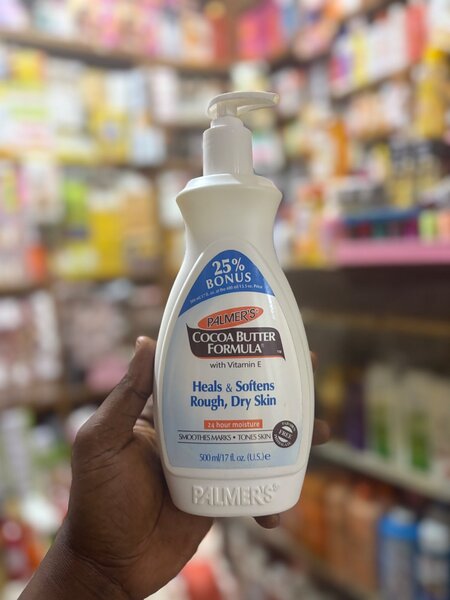 25%
BONUS
PALMER'S
COCOA BUTTER
FORMULA
with Vitamin E
Heals & Softens
Rough, Dry Skin
24 hour moisture
SMOOTHES MARKS • TONES SKIN
FREE
500 ml/17 fl. oz. (U.S.) e
PALMER'S